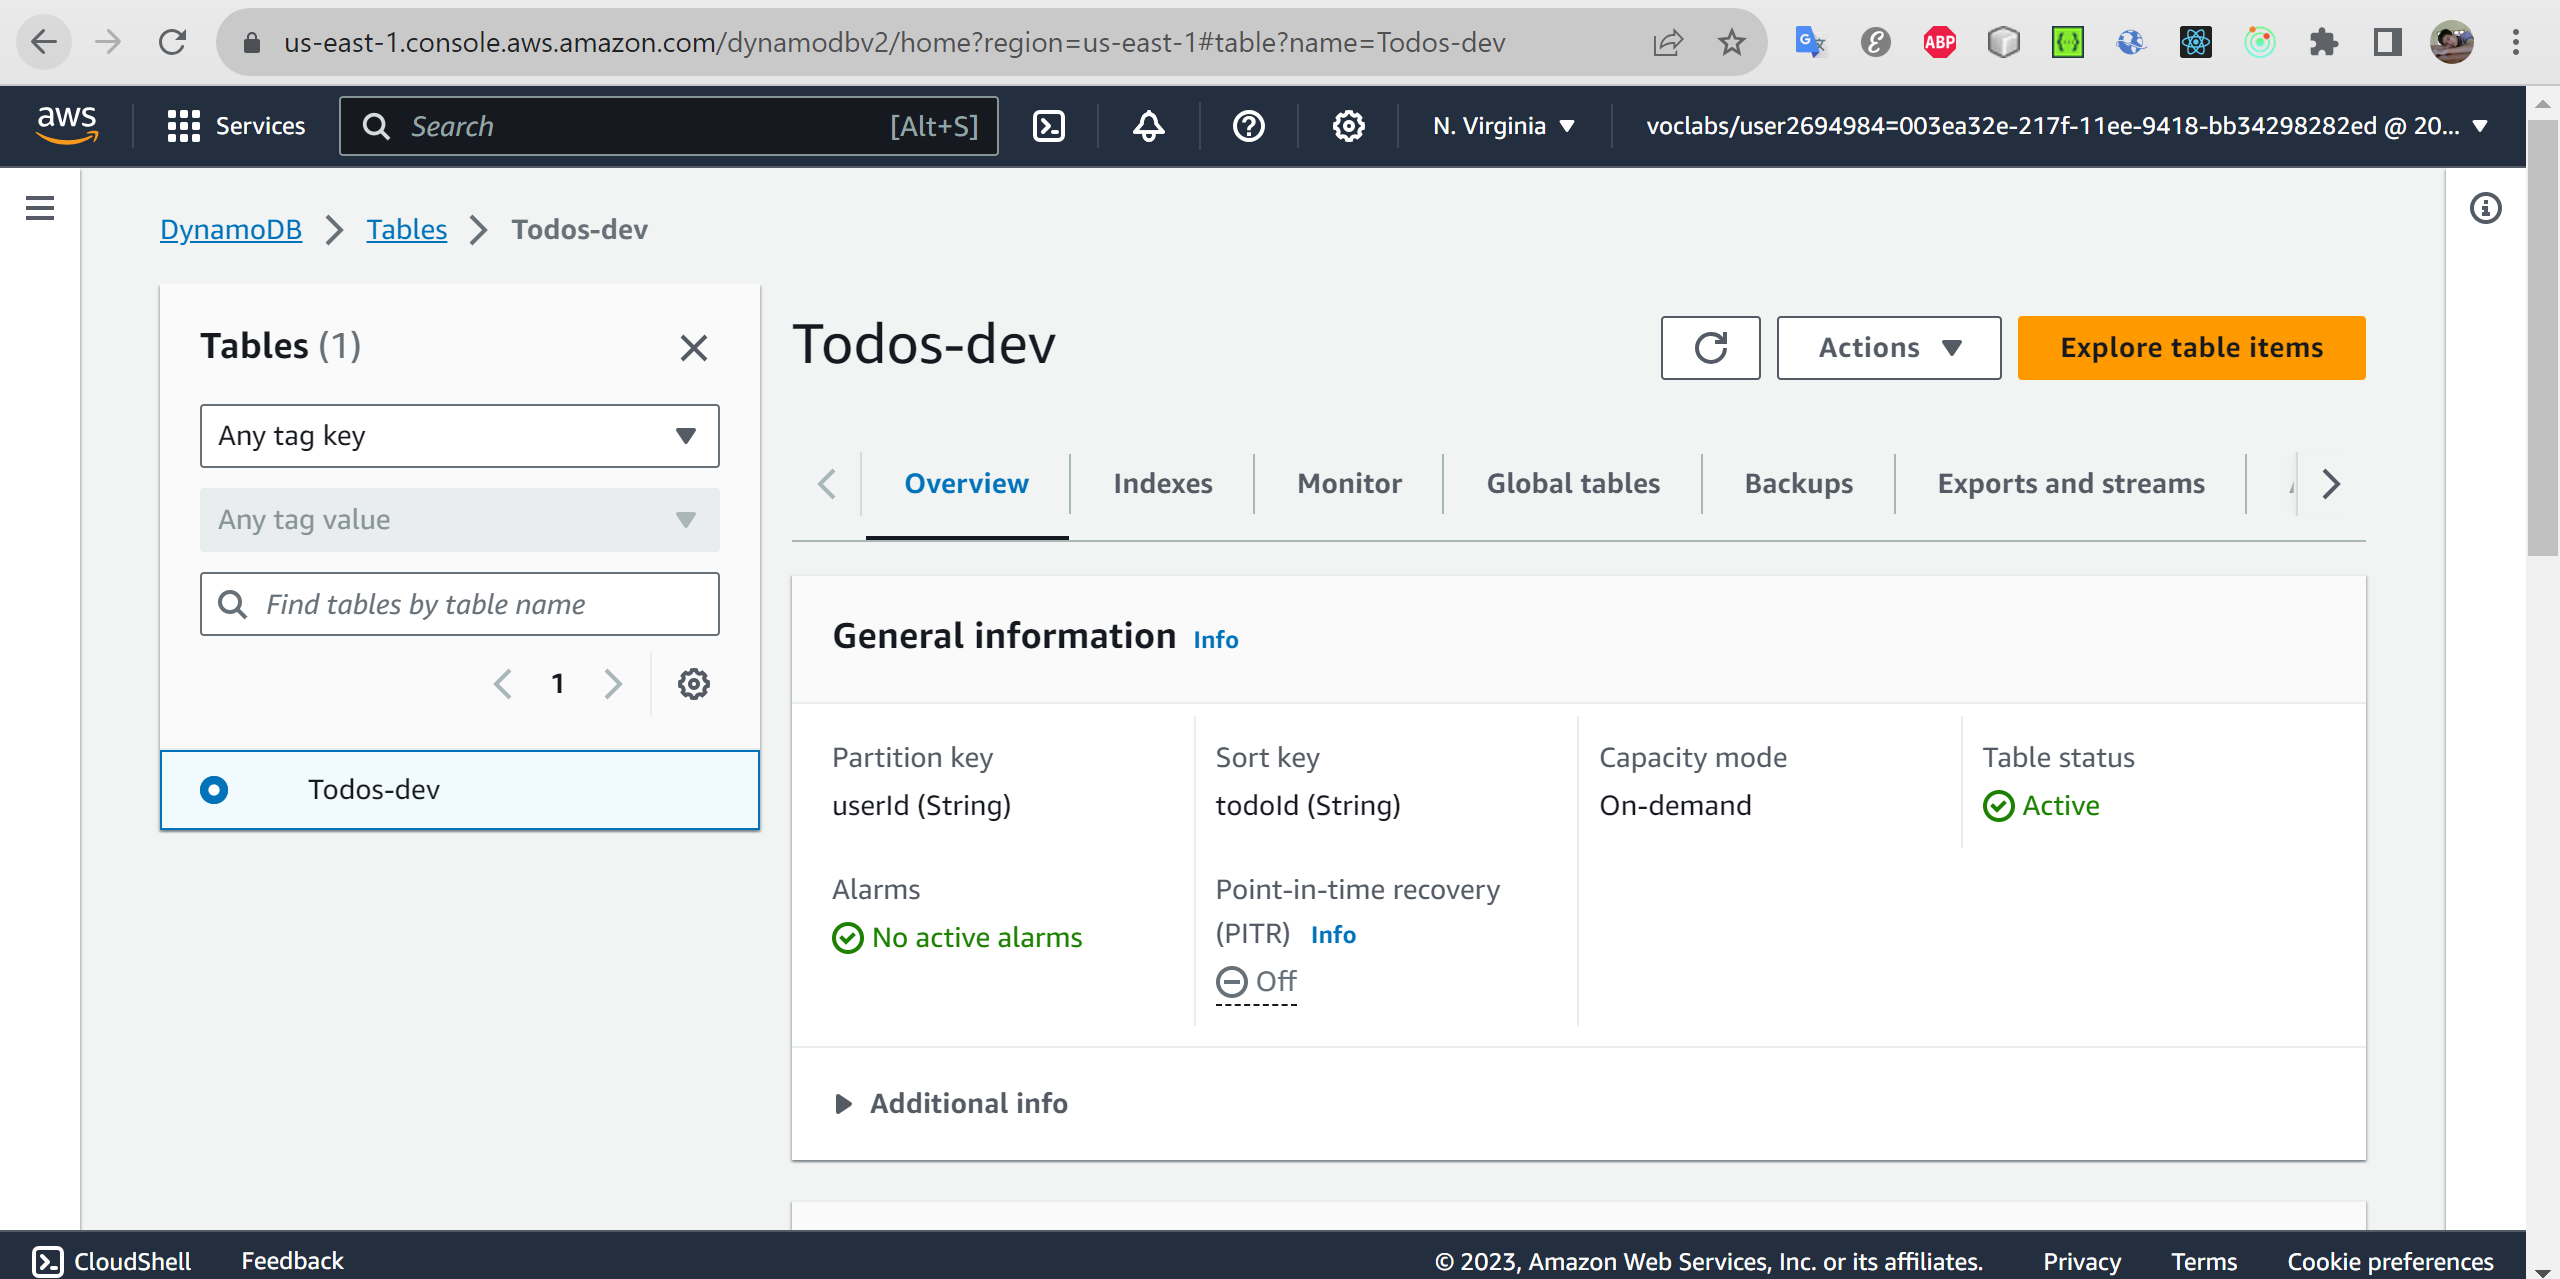 us-east-1.console.aws.amazon.com/dynamodbv2/home?region=us-east-1#table?name=Todos-dev
ABP
aws
Services
Search
[Alt+S]
N. Virginia
voclabs/user2694984=003ea32e-217f-11ee-9418-bb34298282ed @ 20...
DynamoDB
Tables
Todos-dev
Tables (1)
Any tag key
Any tag value
Find tables by table name
1
Todos-dev
Todos-dev
Actions
Explore table items
Overview
Indexes
Monitor
Global tables
Backups
Exports and streams
General information Info
Partition key
userId (String)
Sort key
todoId (String)
Capacity mode
On-demand
Table status
Active
Alarms
No active alarms
Point-in-time recovery
(PITR) Info
Off
Additional info
CloudShell
Feedback
© 2023, Amazon Web Services, Inc. or its affiliates.
Privacy
Terms
Cookie preferences